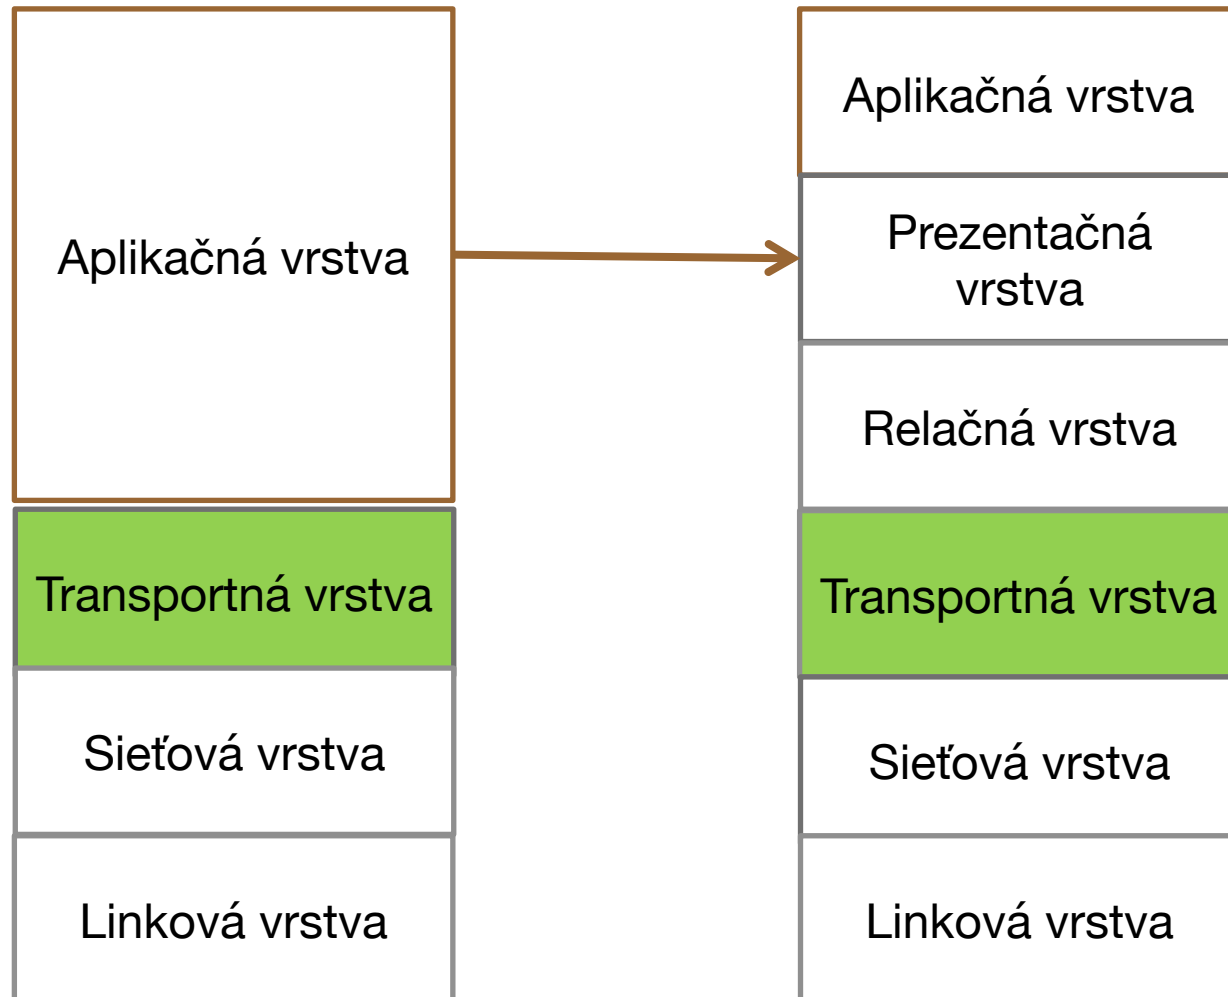 Aplikačná vrstva
Transportná vrstva
Sieťová vrstva
Linková vrstva
Aplikačná vrstva
Prezentačná
vrstva
Relačná vrstva
Transportná vrstva
Sieťová vrstva
Linková vrstva